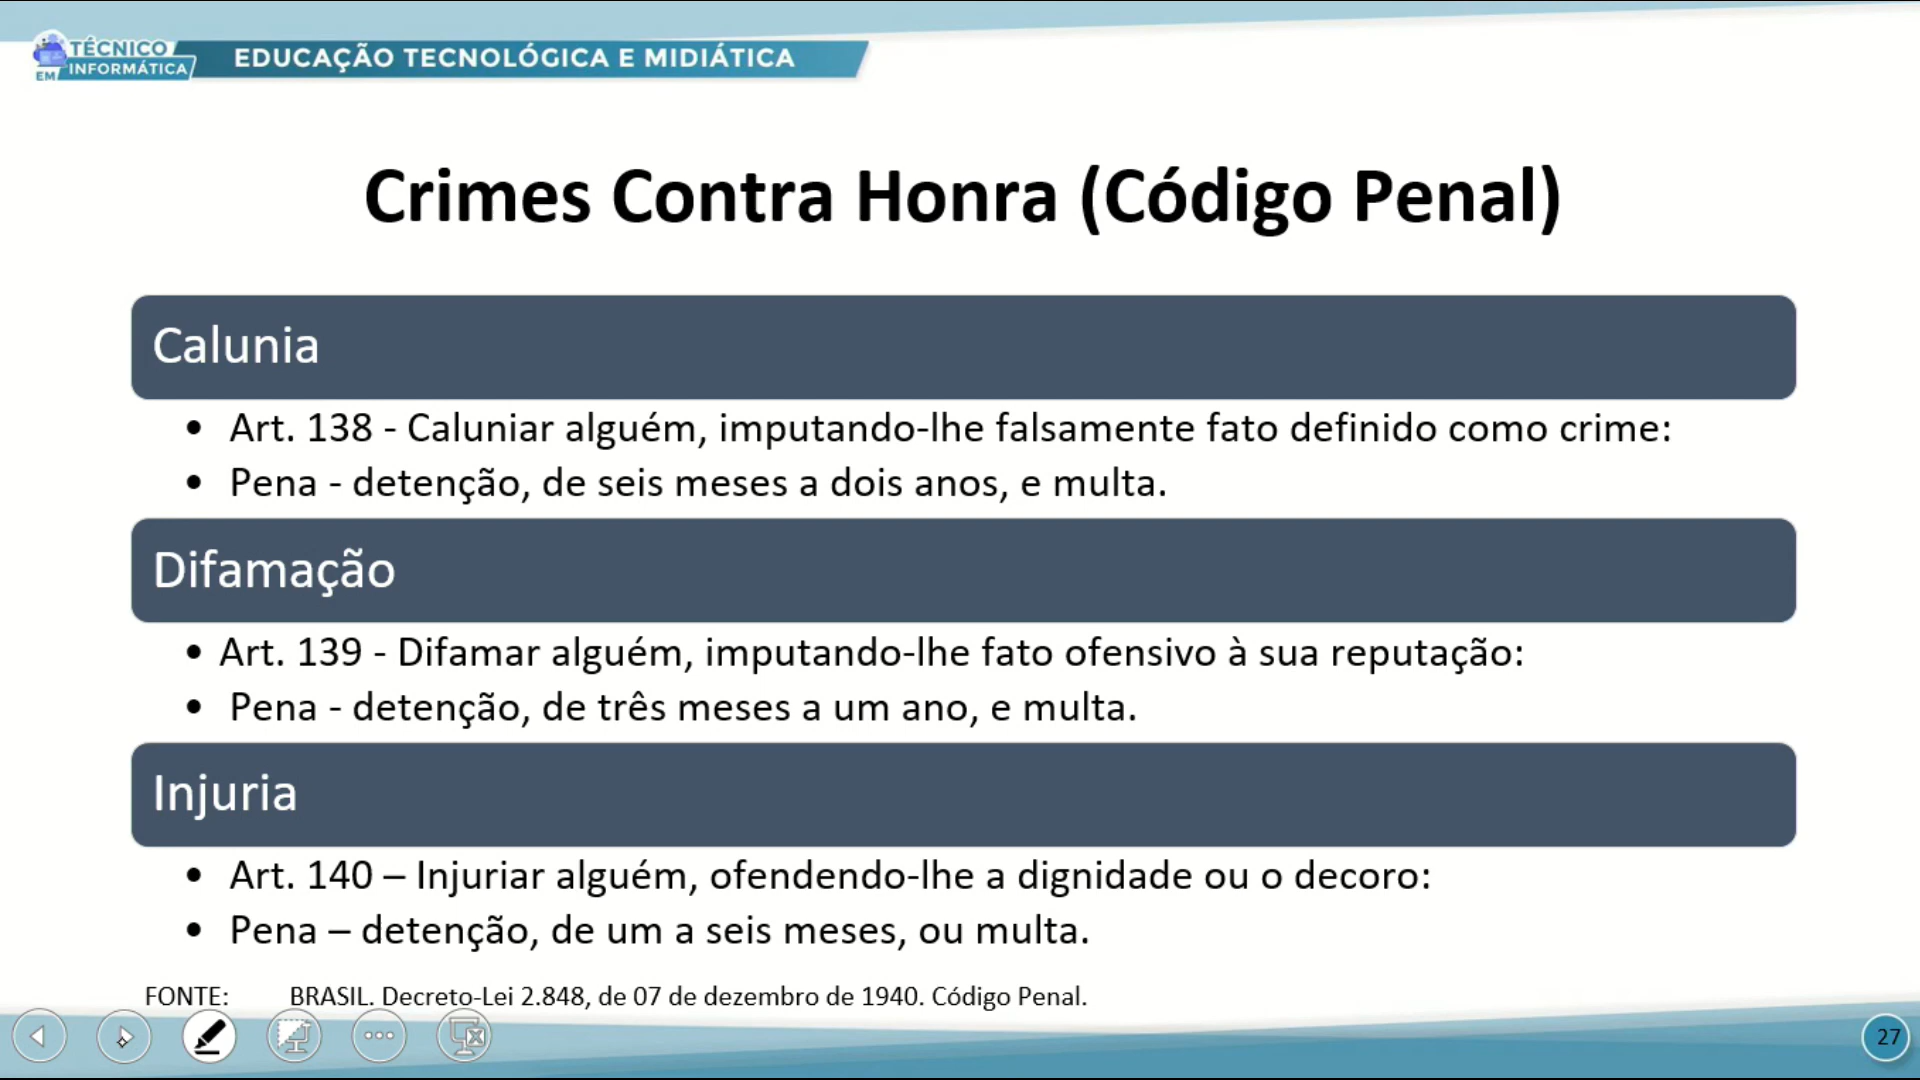 TÉCNICO
EM INFORMÁTICA
EDUCAÇÃO TECNOLÓGICA E MIDIÁTICA
Crimes Contra Honra (Código Penal)
Calunia
• Art. 138 - Caluniar alguém, imputando-lhe falsamente fato definido como crime:
• Pena - detenção, de seis meses a dois anos, e multa.
Difamação
• Art. 139 - Difamar alguém, imputando-lhe fato ofensivo à sua reputação:
• Pena - detenção, de três meses a um ano, e multa.
Injuria
• Art. 140 – Injuriar alguém, ofendendo-lhe a dignidade ou o decoro:
• Pena – detenção, de um a seis meses, ou multa.
FONTE: BRASIL. Decreto-Lei 2.848, de 07 de dezembro de 1940. Código Penal.
27